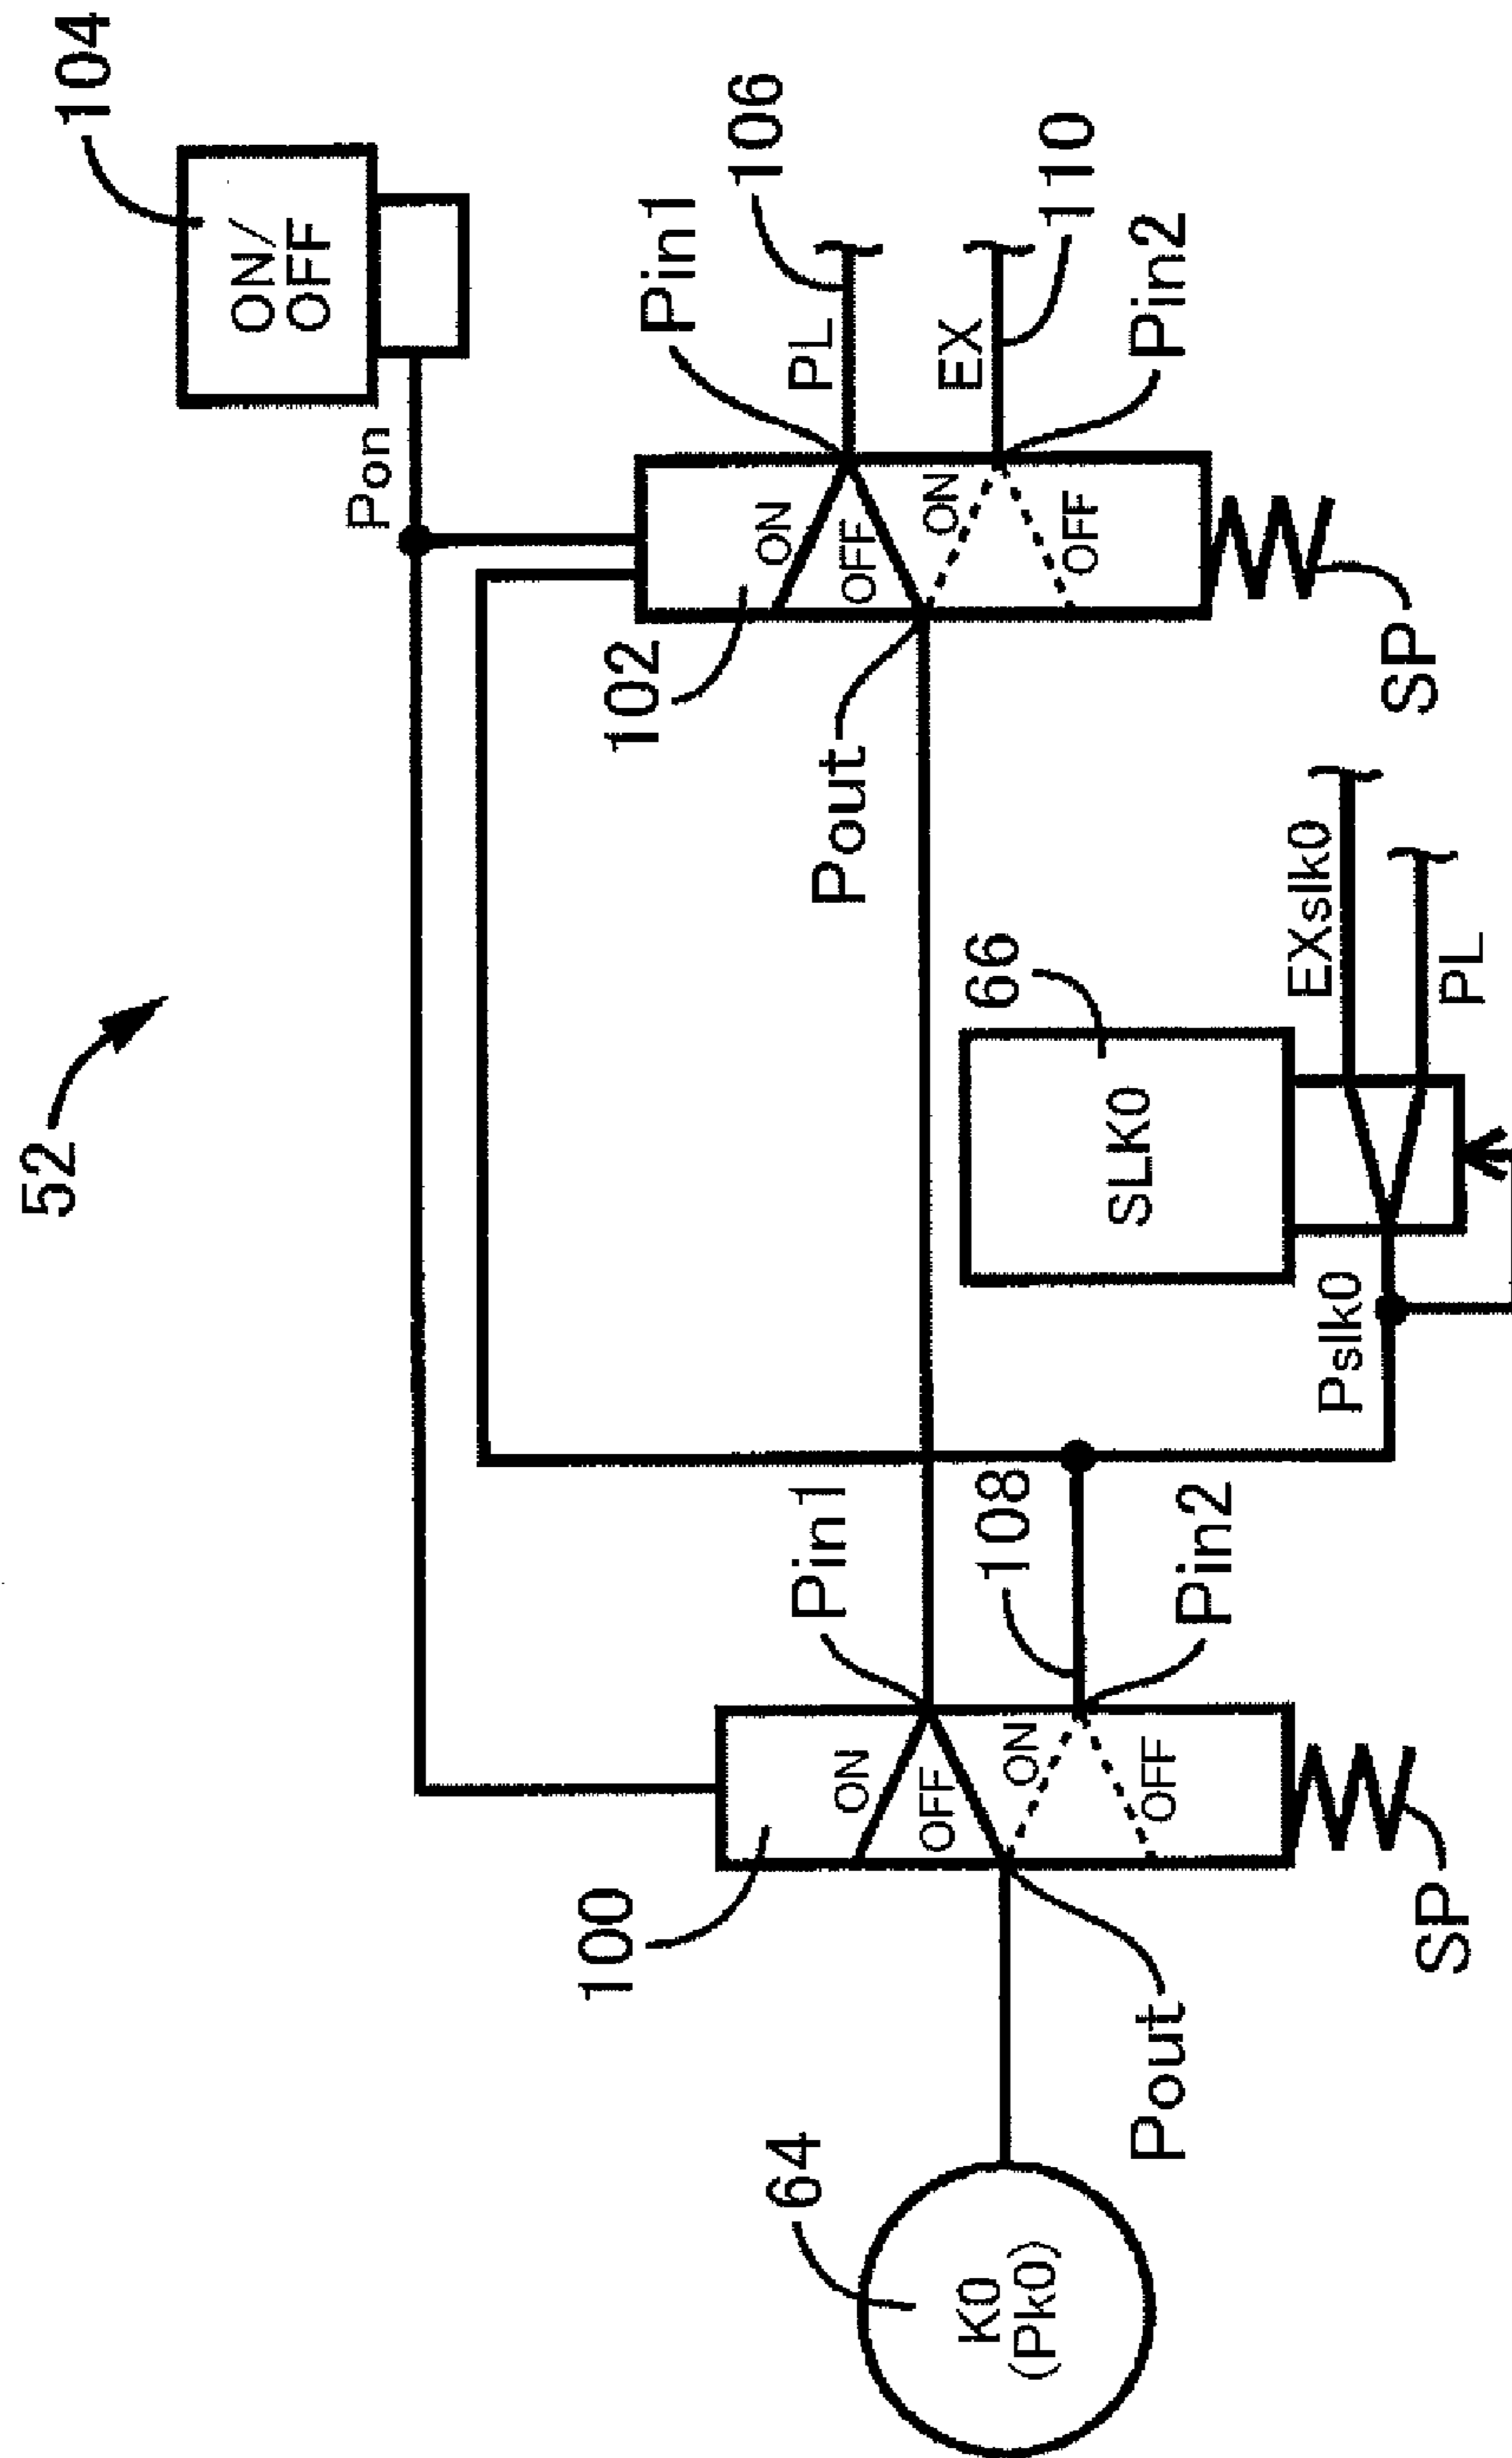 52
104
ON/
OFF
Pon
102
ON
OFF
ON
OFF
Pin1
PL
106
EX
110
Pin2
Pout
SP
66
SLK0
EXslk0
PL
Pslk0
100
ON
OFF
ON
OFF
Pin1
108
Pin2
Pout
SP
64
K0
(Pk0)